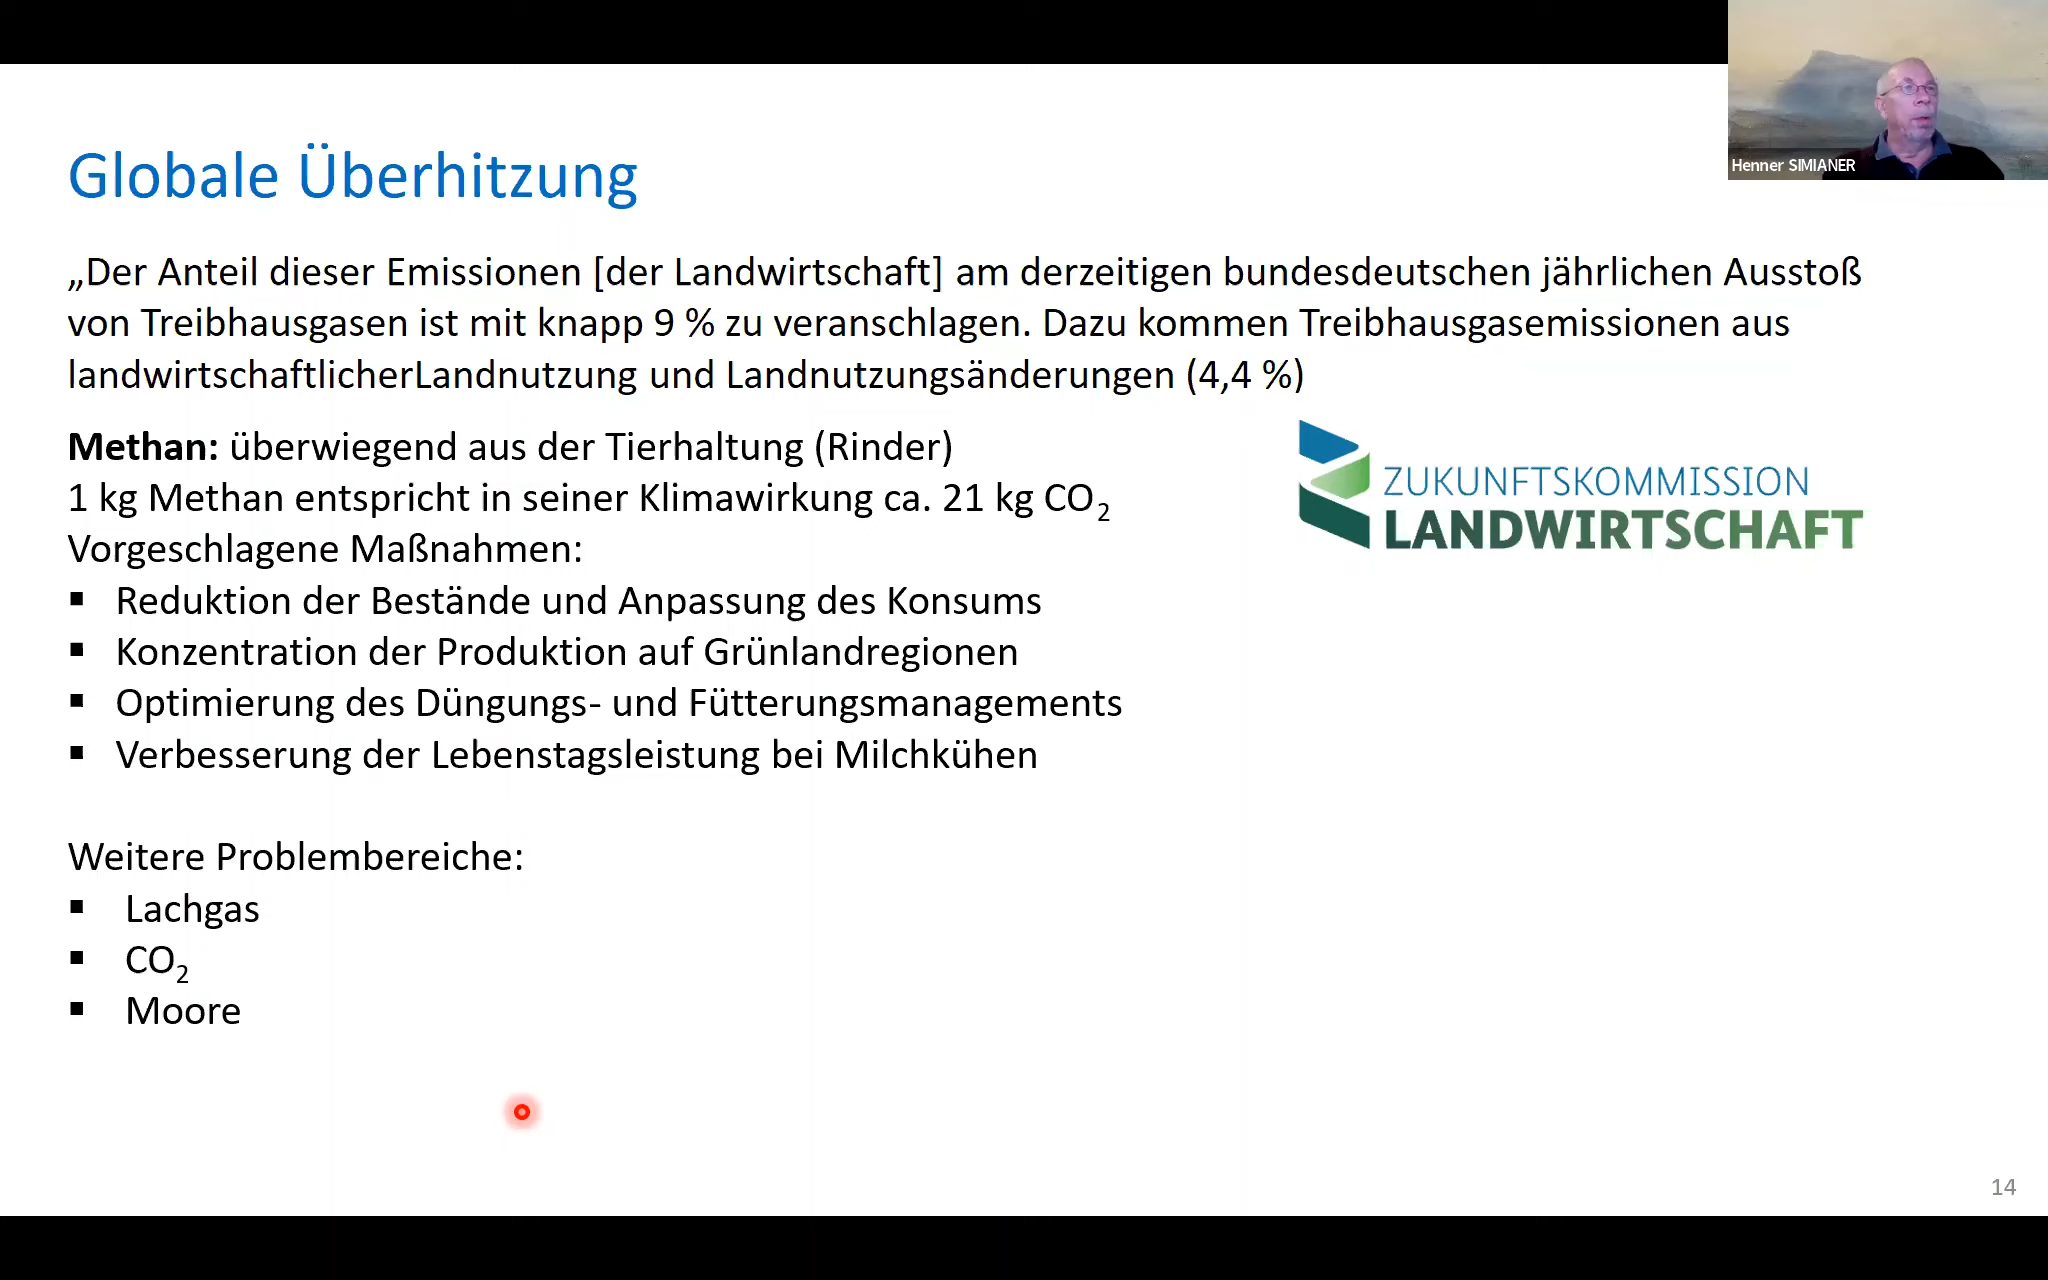 Henner SIMIANER
Globale Überhitzung
„Der Anteil dieser Emissionen [der Landwirtschaft] am derzeitigen bundesdeutschen jährlichen Ausstoß
von Treibhausgasen ist mit knapp 9 % zu veranschlagen. Dazu kommen Treibhausgasemissionen aus
landwirtschaftlicherLandnutzung und Landnutzungsänderungen (4,4 %)
Methan: überwiegend aus der Tierhaltung (Rinder)
1 kg Methan entspricht in seiner Klimawirkung ca. 21 kg CO₂
Vorgeschlagene Maßnahmen:
▪ Reduktion der Bestände und Anpassung des Konsums
▪ Konzentration der Produktion auf Grünlandregionen
▪ Optimierung des Düngungs- und Fütterungsmanagements
▪ Verbesserung der Lebenstagsleistung bei Milchkühen
ZUKUNFTSKOMMISSION
LANDWIRTSCHAFT
Weitere Problembereiche:
▪ Lachgas
▪ CO₂
▪ Moore
14